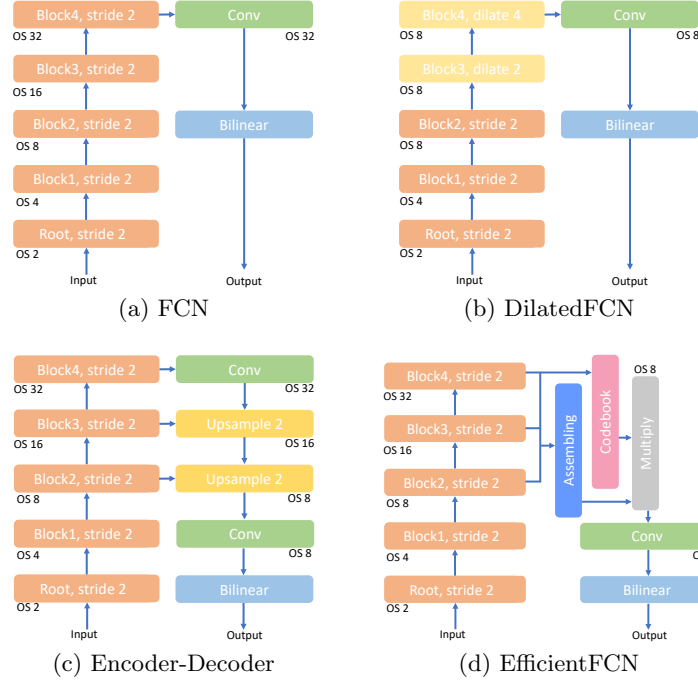 Block4, stride 2
Conv
OS 32
OS 32
Block3, stride 2
OS 16
Block2, stride 2
Bilinear
OS 8
Block1, stride 2
OS 4
Root, stride 2
OS 2
Input
Output
(a) FCN
Block4, dilate 4
Conv
OS 8
OS 8
Block3, dilate 2
OS 8
Block2, stride 2
Bilinear
OS 8
Block1, stride 2
OS 4
Root, stride 2
OS 2
Input
Output
(b) DilatedFCN
Block4, stride 2
Conv
OS 32
OS 32
Block3, stride 2
Upsample 2
OS 16
OS 16
Block2, stride 2
Upsample 2
OS 8
OS 8
Block1, stride 2
Conv
OS 4
OS 8
Root, stride 2
Bilinear
OS 2
Input
Output
(c) Encoder-Decoder
OS 8
Block4, stride 2
OS 32
Codebook
Block3, stride 2
Assembling
Multiply
OS 16
Block2, stride 2
OS 8
Block1, stride 2
Conv
OS 4
Root, stride 2
Bilinear
OS 2
Input
Output
(d) EfficientFCN